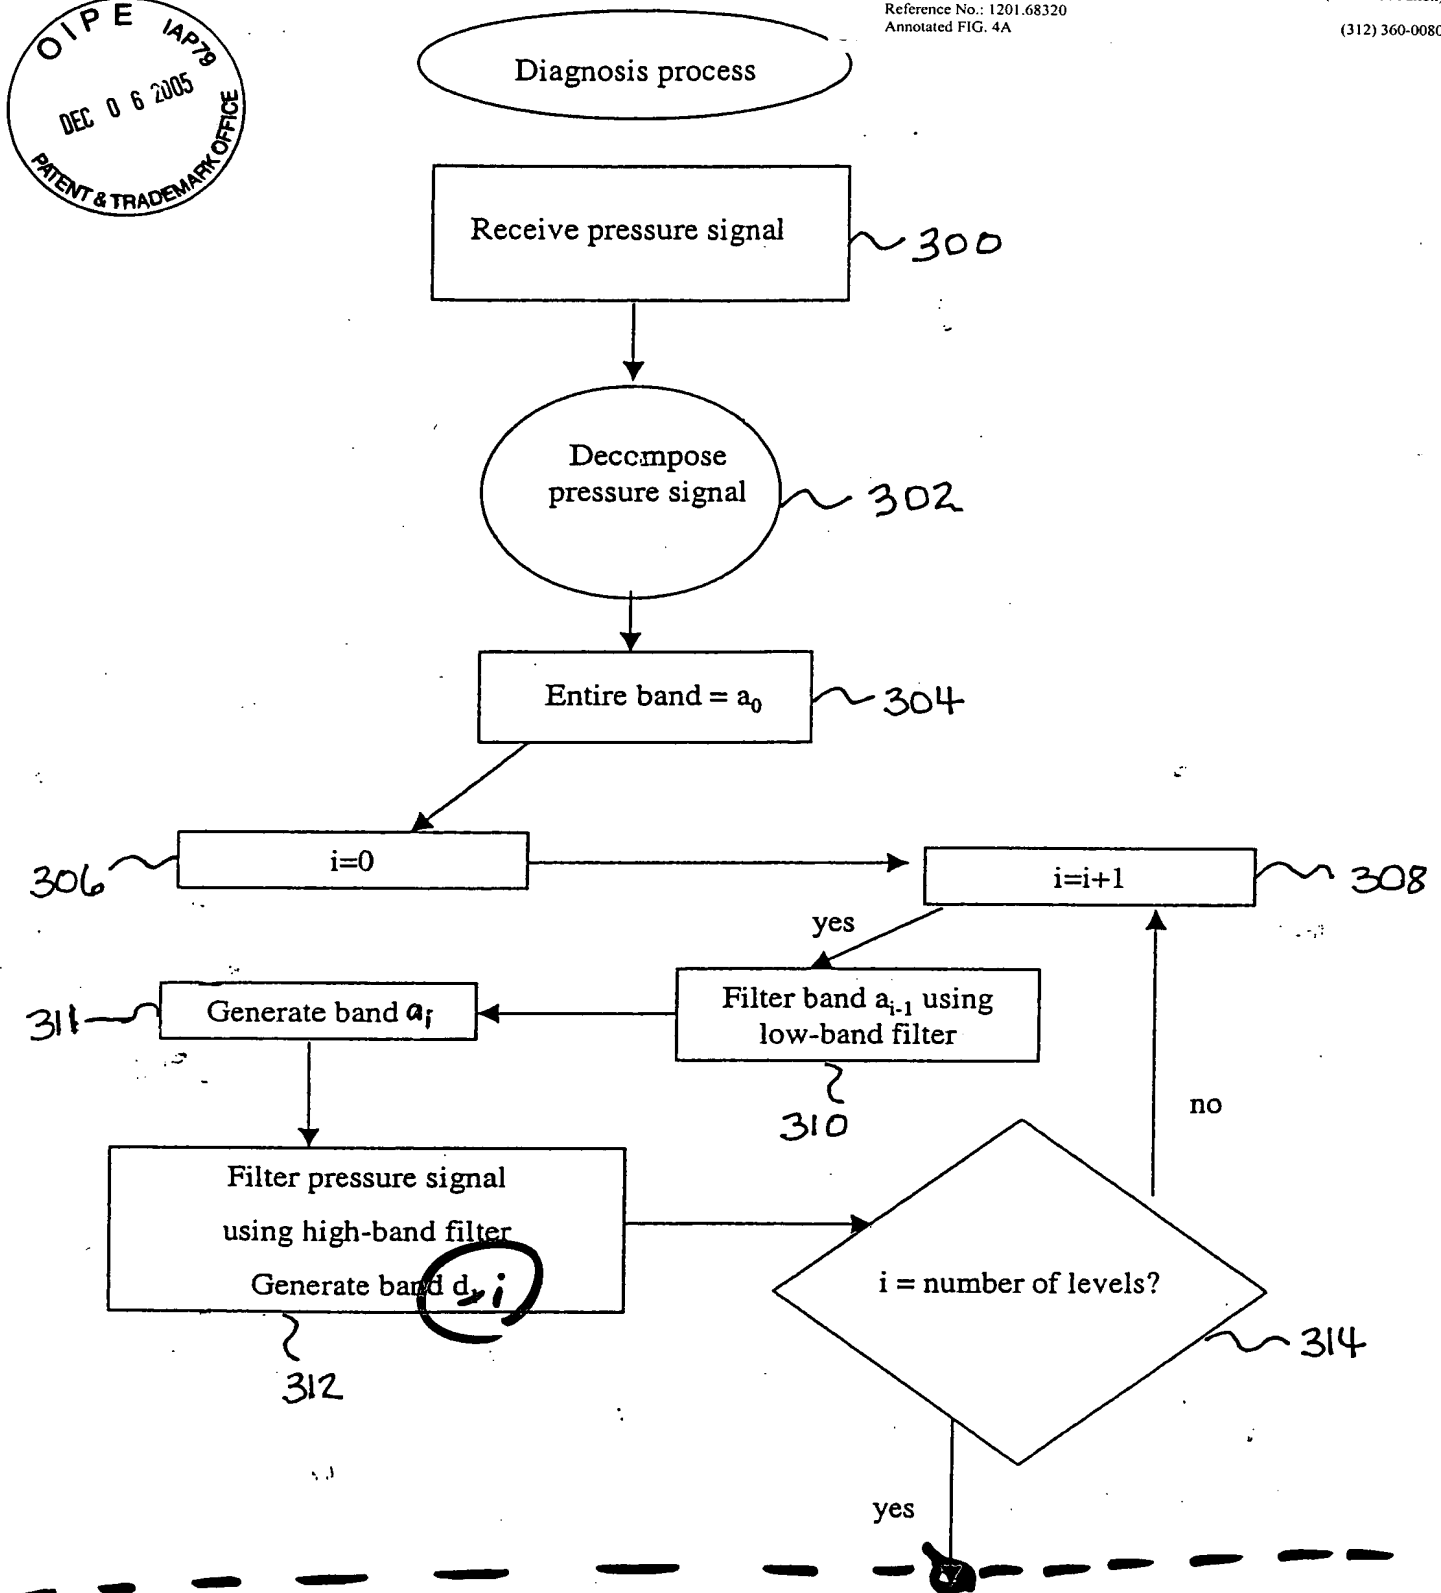 OIPE IAP79
DEC 06 2005
PATENT & TRADEMARK OFFICE
Reference No.: 1201.68320
Annotated FIG. 4A
(312) 360-0080
Diagnosis process
Receive pressure signal
300
Decompose
pressure signal
302
Entire band = a0
304
306
i=0
i=i+1
308
yes
311
Generate band ai
Filter band ai-1 using
low-band filter
310
no
Filter pressure signal
using high-band filter
Generate band d i
312
i = number of levels?
314
yes